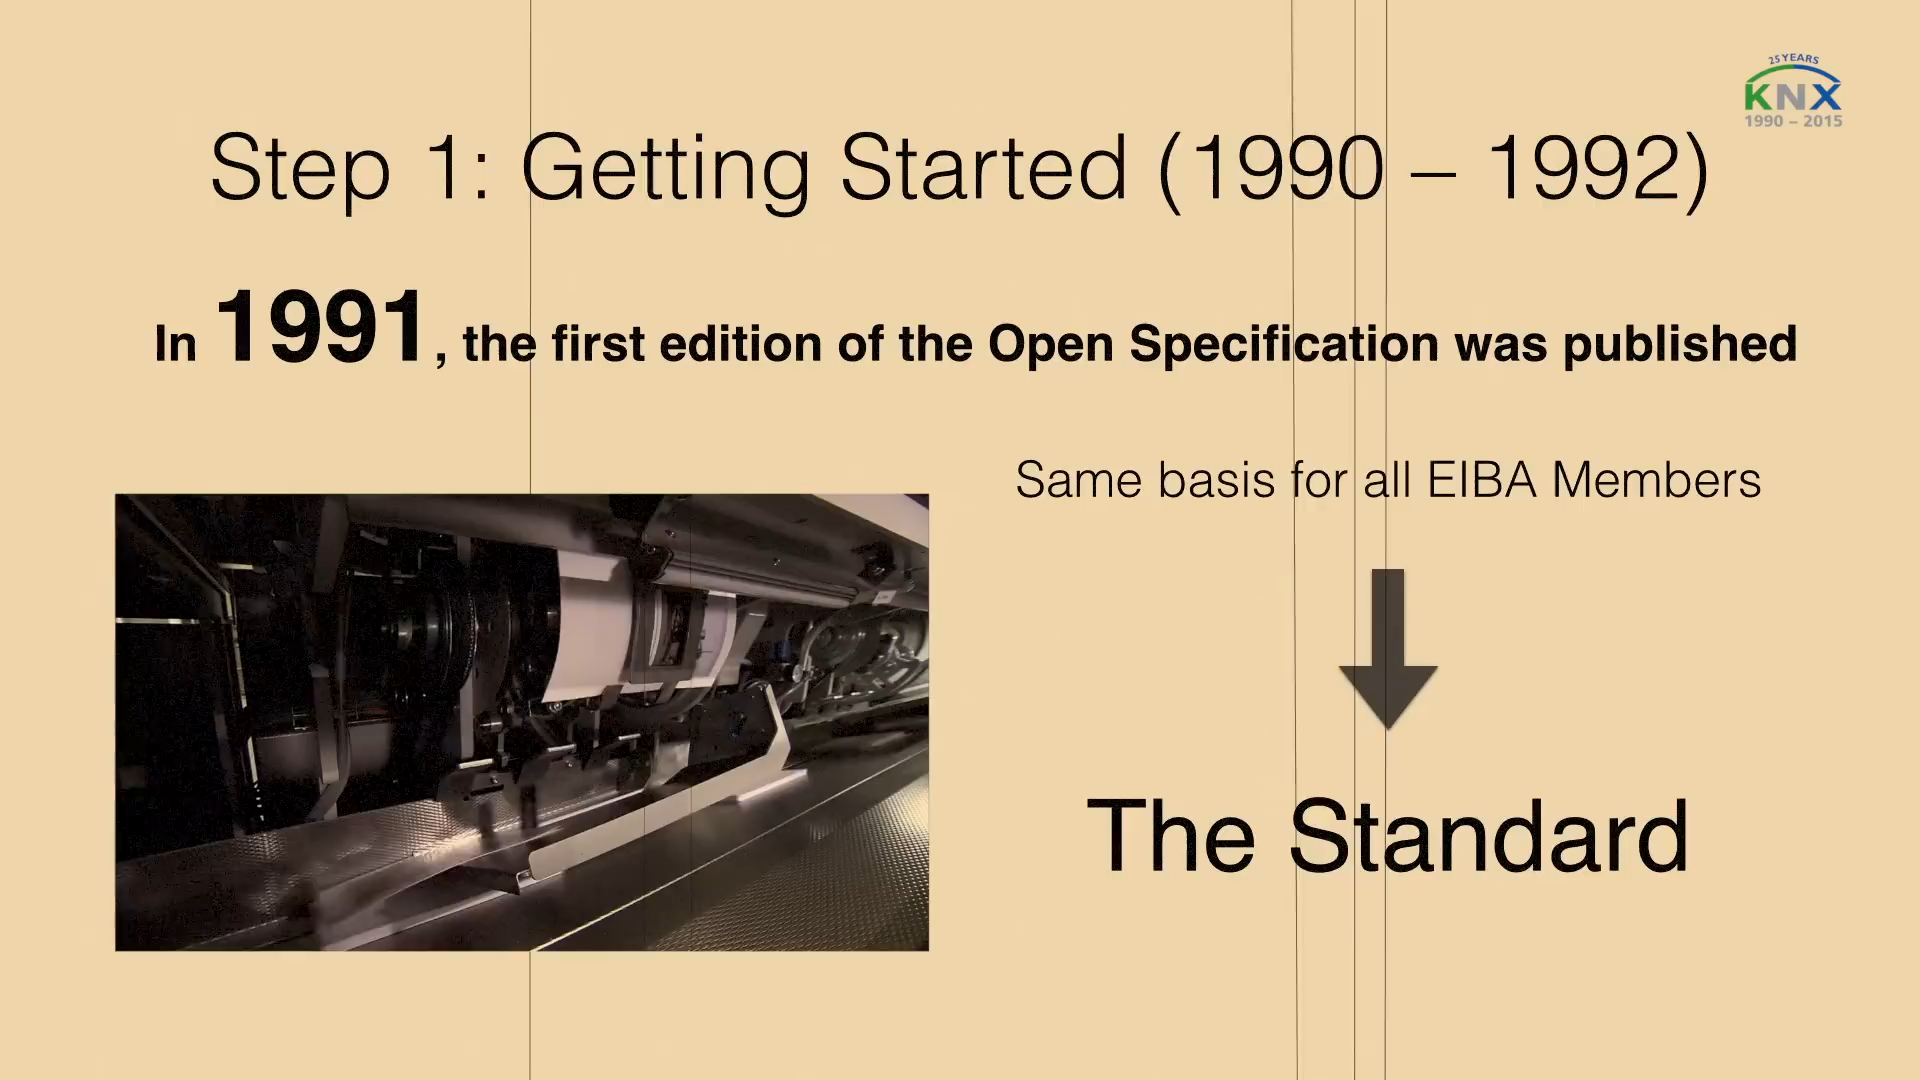 25 YEARS
KNX
1990 – 2015
Step 1: Getting Started (1990 – 1992)
In 1991, the first edition of the Open Specification was published
Same basis for all EIBA Members
The Standard